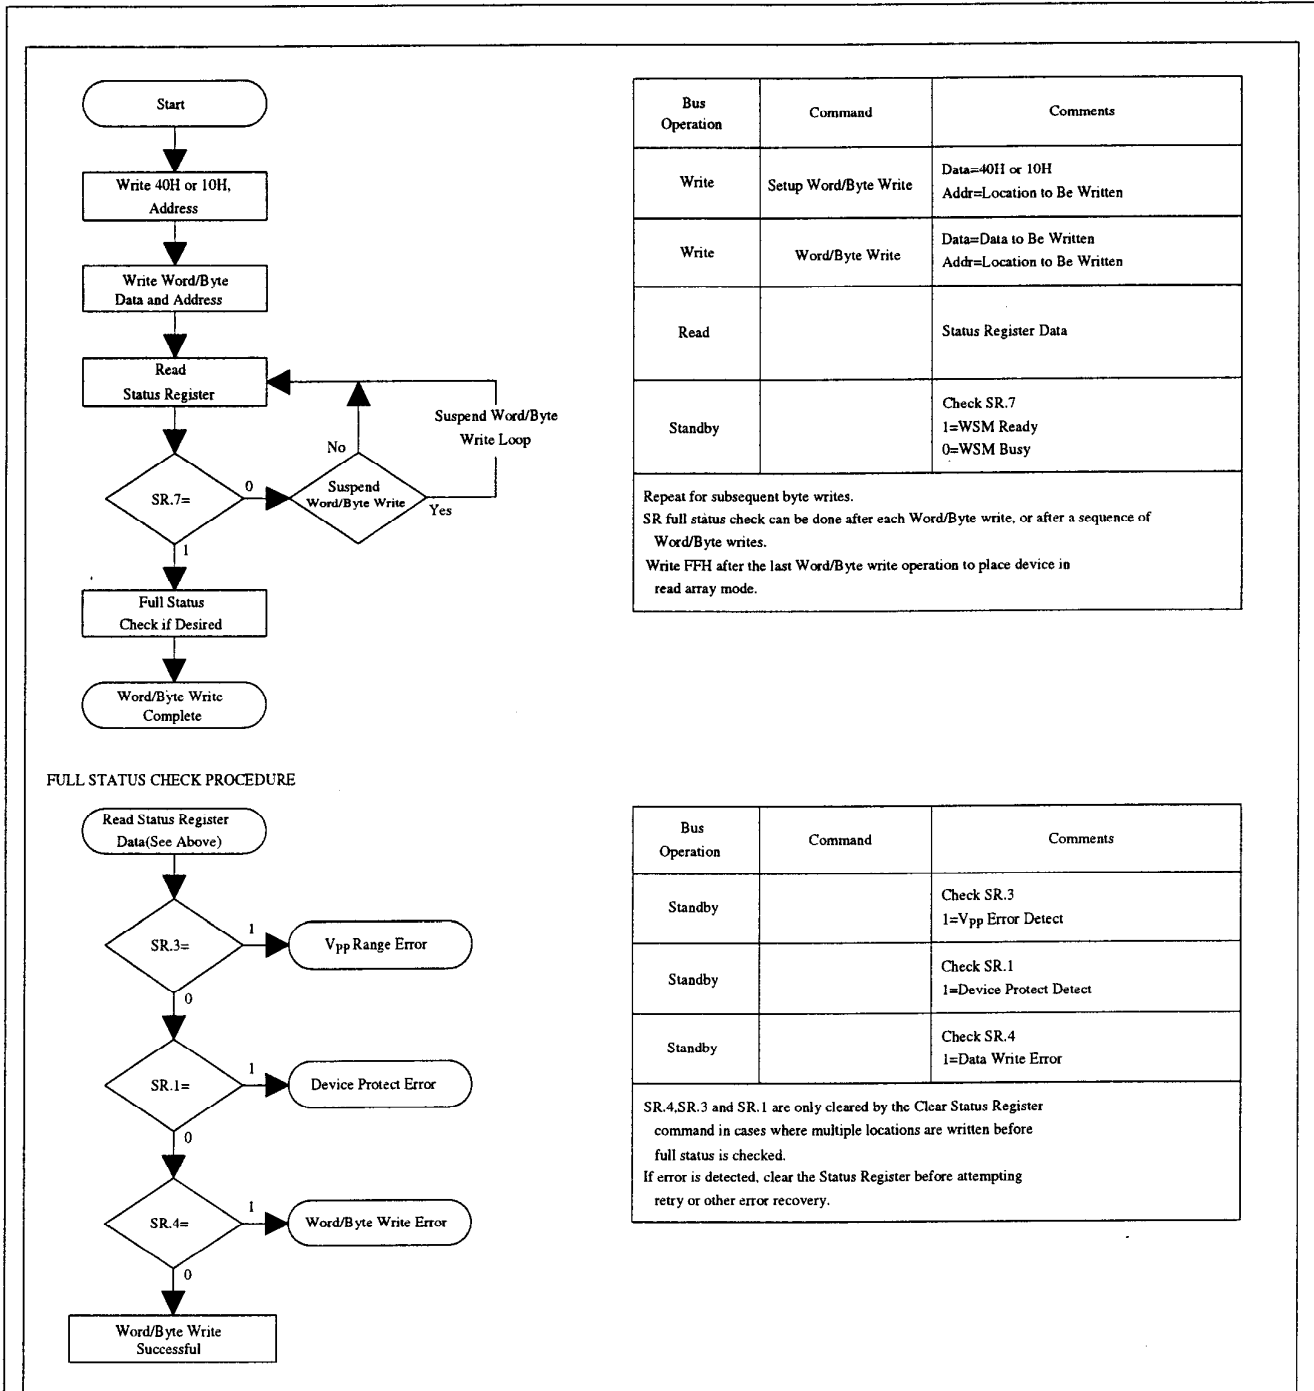 Start
Write 40H or 10H,
Address
Write Word/Byte
Data and Address
Read
Status Register
Suspend Word/Byte
Write Loop
No
SR.7=
0
Suspend
Word/Byte Write
Yes
1
Full Status
Check if Desired
Word/Byte Write
Complete
Bus
Operation
Command
Comments
Write
Setup Word/Byte Write
Data=40H or 10H
Addr=Location to Be Written
Write
Word/Byte Write
Data=Data to Be Written
Addr=Location to Be Written
Read
Status Register Data
Standby
Check SR.7
1=WSM Ready
0=WSM Busy
Repeat for subsequent byte writes.
SR full status check can be done after each Word/Byte write, or after a sequence of
Word/Byte writes.
Write FFH after the last Word/Byte write operation to place device in
read array mode.
FULL STATUS CHECK PROCEDURE
Read Status Register
Data(See Above)
SR.3=
1
VPP Range Error
0
SR.1=
1
Device Protect Error
0
SR.4=
1
Word/Byte Write Error
0
Word/Byte Write
Successful
Bus
Operation
Command
Comments
Standby
Check SR.3
1=VPP Error Detect
Standby
Check SR.1
1=Device Protect Detect
Standby
Check SR.4
1=Data Write Error
SR.4,SR.3 and SR.1 are only cleared by the Clear Status Register
command in cases where multiple locations are written before
full status is checked.
If error is detected, clear the Status Register before attempting
retry or other error recovery.